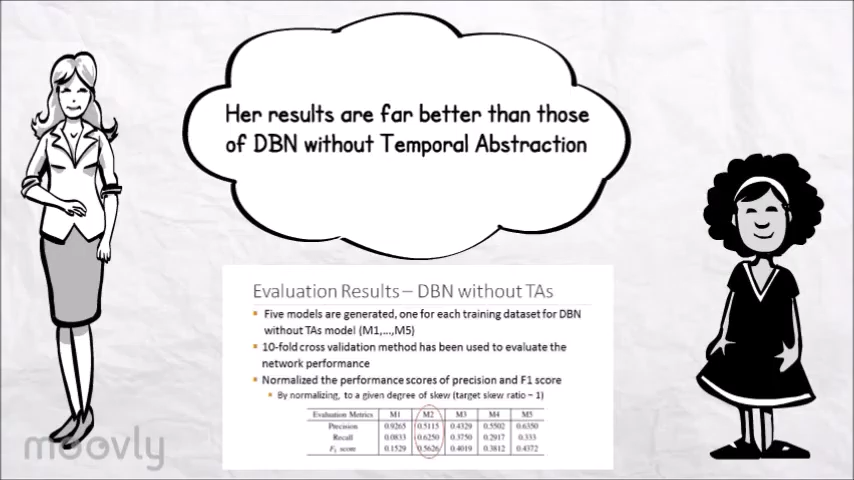 Her results are far better than those
of DBN without Temporal Abstraction
Evaluation Results – DBN without TAs
▪ Five models are generated, one for each training dataset for DBN
without TAs model (M1,...,M5)
▪ 10-fold cross validation method has been used to evaluate the
network performance
▪ Normalized the performance scores of precision and F1 score
▪ By normalizing, to a given degree of skew (target skew ratio – 1)
Evaluation Metrics M1 M2 M3 M4 M5
Precision 0.9265 0.5115 0.4329 0.5502 0.6350
Recall 0.0833 0.6250 0.3750 0.2917 0.333
F1 score 0.1529 0.5626 0.4019 0.3812 0.4372
moovly